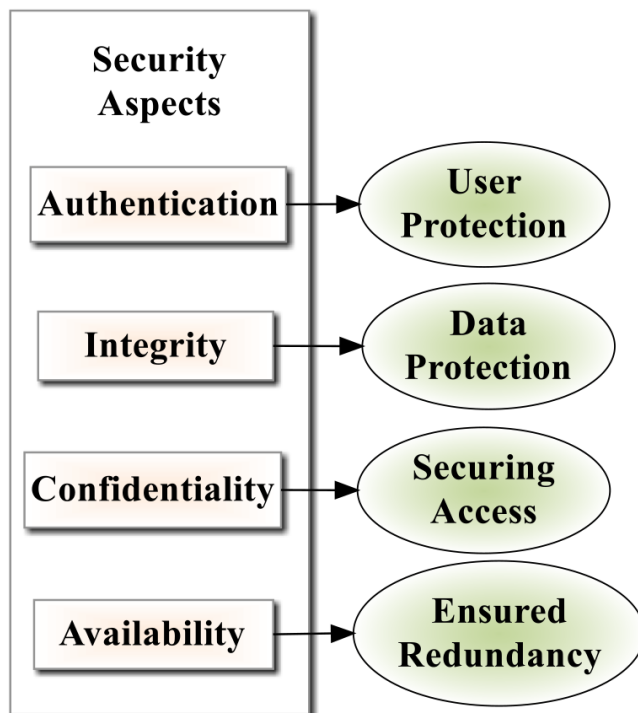 Security
Aspects
Authentication
User
Protection
Integrity
Data
Protection
Confidentiality
Securing
Access
Availability
Ensured
Redundancy